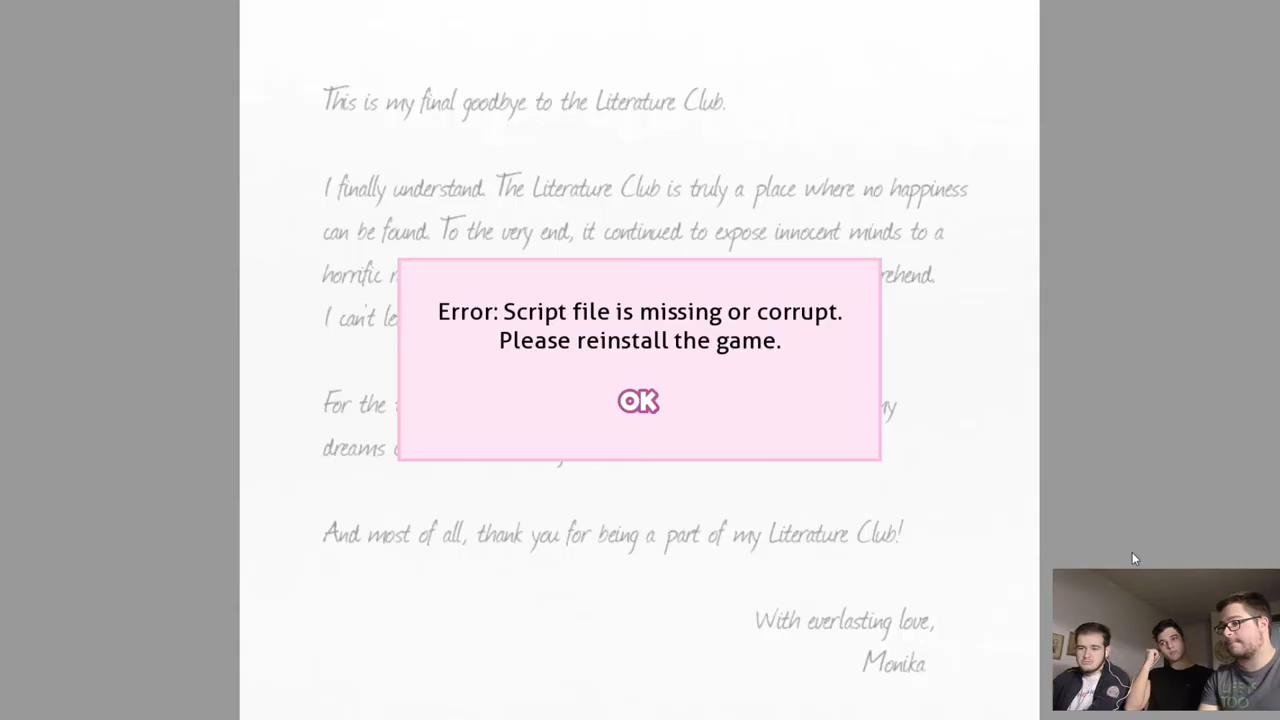 This is my final goodbye to the Literature Club.
I finally understand. The Literature Club is truly a place where no happiness
can be found. To the very end, it continued to expose innocent minds to a
horrific
I can't
Error: Script file is missing or corrupt.
Please reinstall the game.
OK
For the
dreams
And most of all, thank you for being a part of my Literature Club!
With everlasting love,
Monika
LIFE IS
TOO